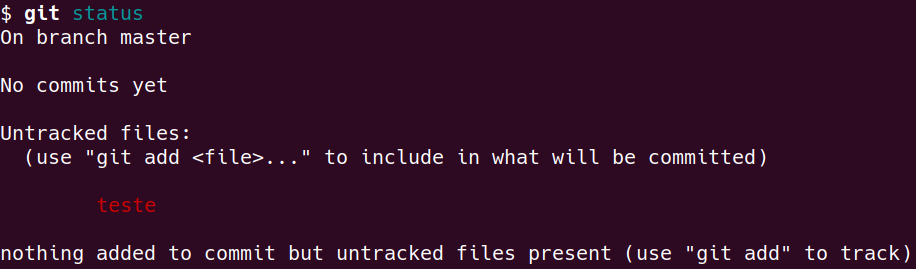 $ git status
On branch master
No commits yet
Untracked files:
(use "git add <file>..." to include in what will be committed)
teste
nothing added to commit but untracked files present (use "git add" to track)